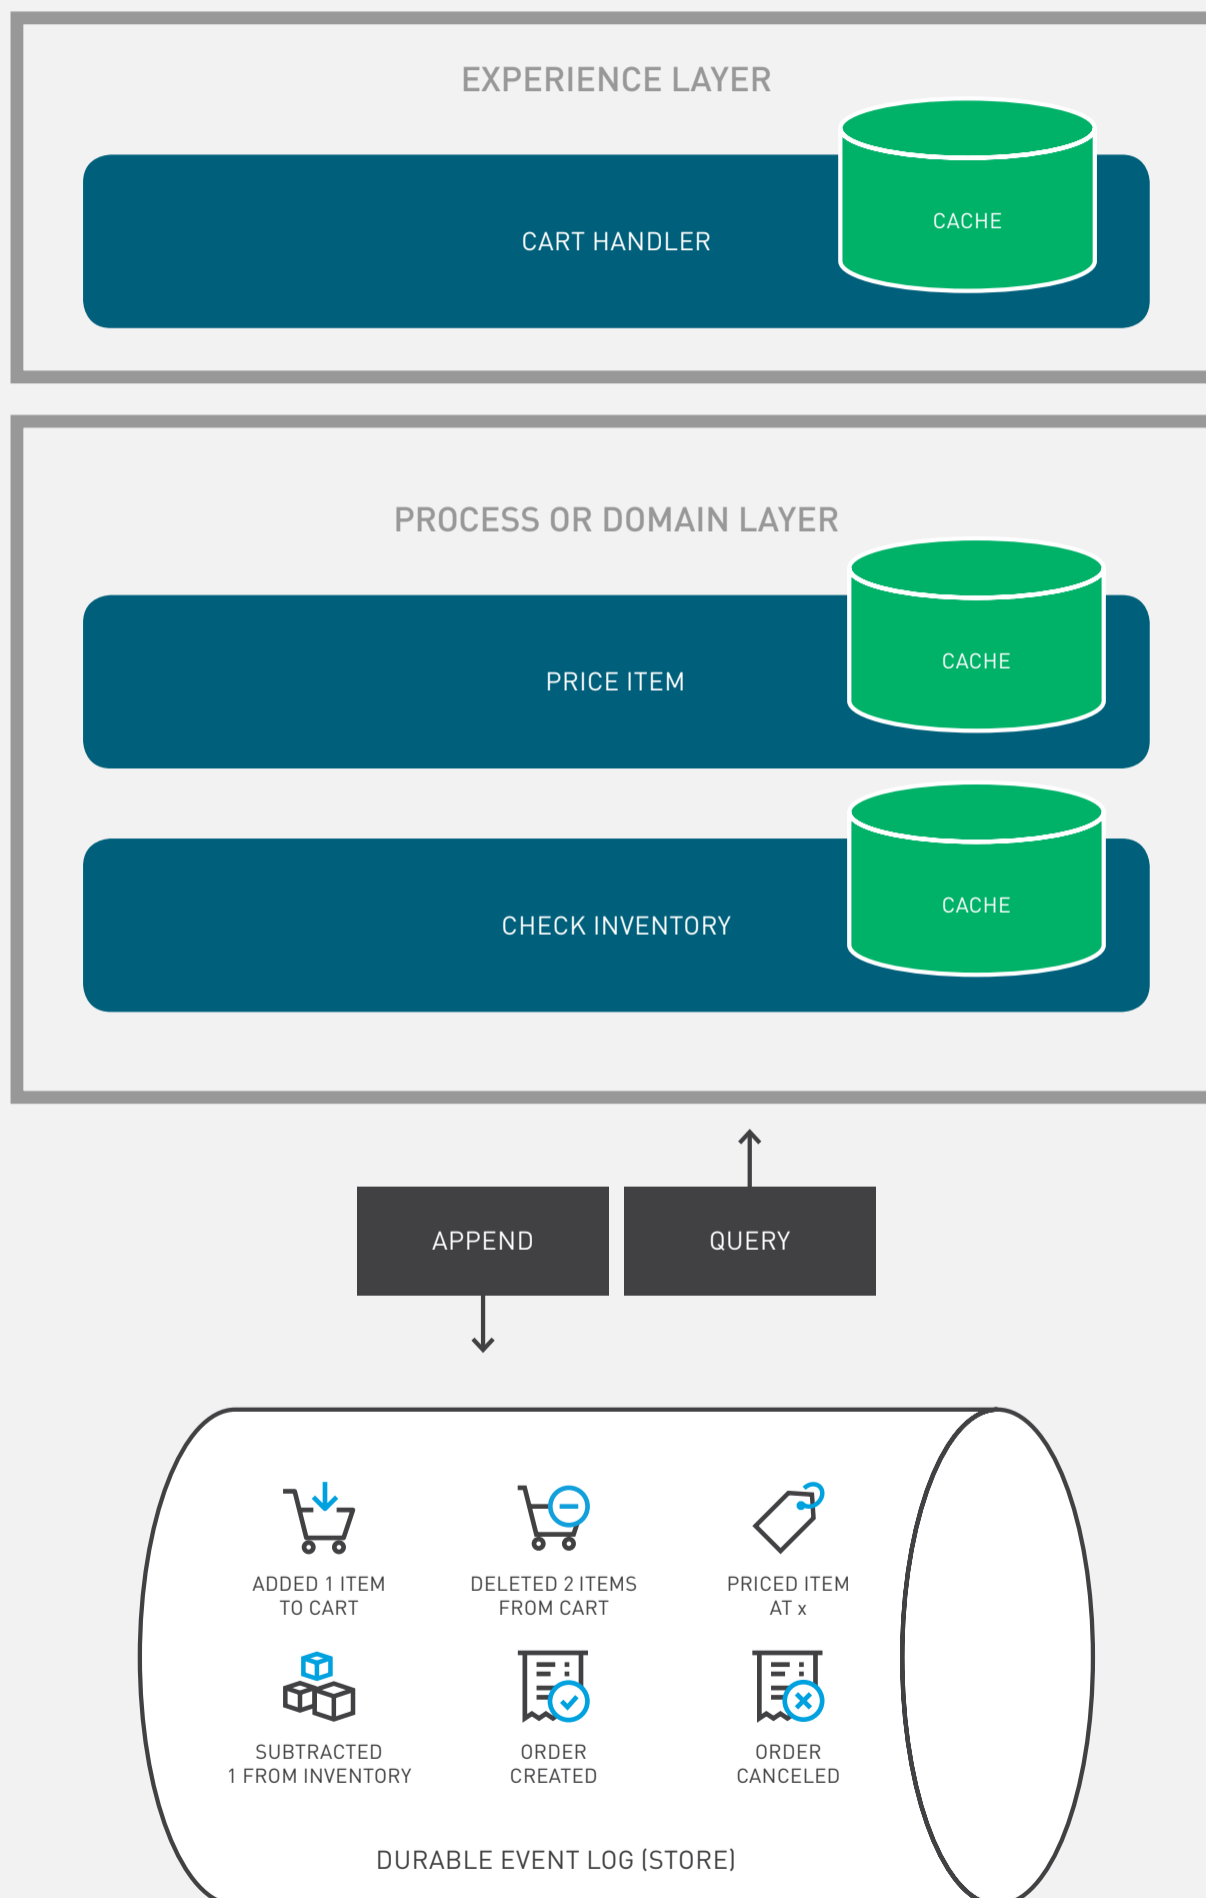 EXPERIENCE LAYER
CART HANDLER
CACHE
PROCESS OR DOMAIN LAYER
PRICE ITEM
CACHE
CHECK INVENTORY
CACHE
APPEND
QUERY
ADDED 1 ITEM
TO CART
DELETED 2 ITEMS
FROM CART
PRICED ITEM
AT x
SUBTRACTED
1 FROM INVENTORY
ORDER
CREATED
ORDER
CANCELED
DURABLE EVENT LOG (STORE)